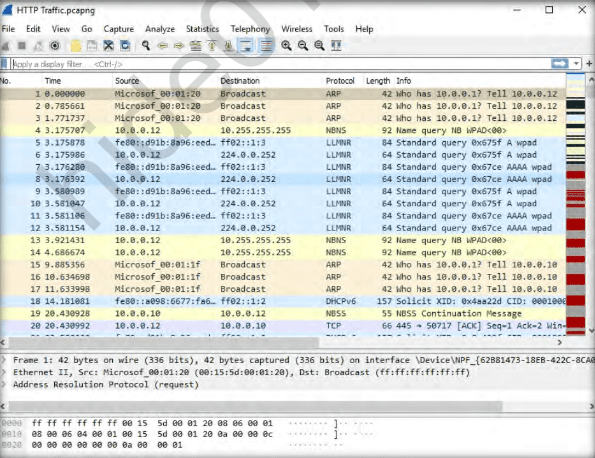 HTTP Traffic.pcapng
File Edit View Go Capture Analyze Statistics Telephony Wireless Tools Help
Apply a display filter ... <Ctrl-/>
No. Time Source Destination Protocol Length Info
1 0.000000 Microsof_00:01:20 Broadcast ARP 42 Who has 10.0.0.1? Tell 10.0.0.12
2 0.785661 Microsof_00:01:20 Broadcast ARP 42 Who has 10.0.0.1? Tell 10.0.0.12
3 1.771737 Microsof_00:01:20 Broadcast ARP 42 Who has 10.0.0.1? Tell 10.0.0.12
4 3.175707 10.0.0.12 10.255.255.255 NBNS 92 Name query NB WPAD<00>
5 3.175878 fe80::d91b:8a96:eed… ff02::1:3 LLMNR 84 Standard query 0x675f A wpad
6 3.175986 10.0.0.12 224.0.0.252 LLMNR 64 Standard query 0x675f A wpad
7 3.176280 fe80::d91b:8a96:eed… ff02::1:3 LLMNR 84 Standard query 0x67ce AAAA wpad
8 3.176392 10.0.0.12 224.0.0.252 LLMNR 64 Standard query 0x67ce AAAA wpad
9 3.580989 fe80::d91b:8a96:eed… ff02::1:3 LLMNR 84 Standard query 0x675f A wpad
10 3.581047 10.0.0.12 224.0.0.252 LLMNR 64 Standard query 0x675f A wpad
11 3.581106 fe80::d91b:8a96:eed… ff02::1:3 LLMNR 84 Standard query 0x67ce AAAA wpad
12 3.581154 10.0.0.12 224.0.0.252 LLMNR 64 Standard query 0x67ce AAAA wpad
13 3.921431 10.0.0.12 10.255.255.255 NBNS 92 Name query NB WPAD<00>
14 4.686674 10.0.0.12 10.255.255.255 NBNS 92 Name query NB WPAD<00>
15 9.885356 Microsof_00:01:1f Broadcast ARP 42 Who has 10.0.0.1? Tell 10.0.0.10
16 10.634698 Microsof_00:01:1f Broadcast ARP 42 Who has 10.0.0.1? Tell 10.0.0.10
17 11.633998 Microsof_00:01:1f Broadcast ARP 42 Who has 10.0.0.1? Tell 10.0.0.10
18 14.181081 fe80::a098:6677:fa6… ff02::1:2 DHCPv6 157 Solicit XID: 0x4aa22d CID: 0001000
19 20.430928 10.0.0.10 10.0.0.12 NBSS 55 NBSS Continuation Message
20 20.430992 10.0.0.12 10.0.0.10 TCP 66 445 → 50717 [ACK] Seq=1 Ack=2 Win=
Frame 1: 42 bytes on wire (336 bits), 42 bytes captured (336 bits) on interface \Device\NPF_{62B81473-18EB-422C-8CA0
Ethernet II, Src: Microsof_00:01:20 (00:15:5d:00:01:20), Dst: Broadcast (ff:ff:ff:ff:ff:ff)
Address Resolution Protocol (request)
0000 ff ff ff ff ff ff 00 15 5d 00 01 20 08 06 00 01 ········ ]·· ····
0010 08 00 06 04 00 01 00 15 5d 00 01 20 0a 00 00 0c ········ ]·· ····
0020 00 00 00 00 00 00 0a 00 00 01 ········ ··